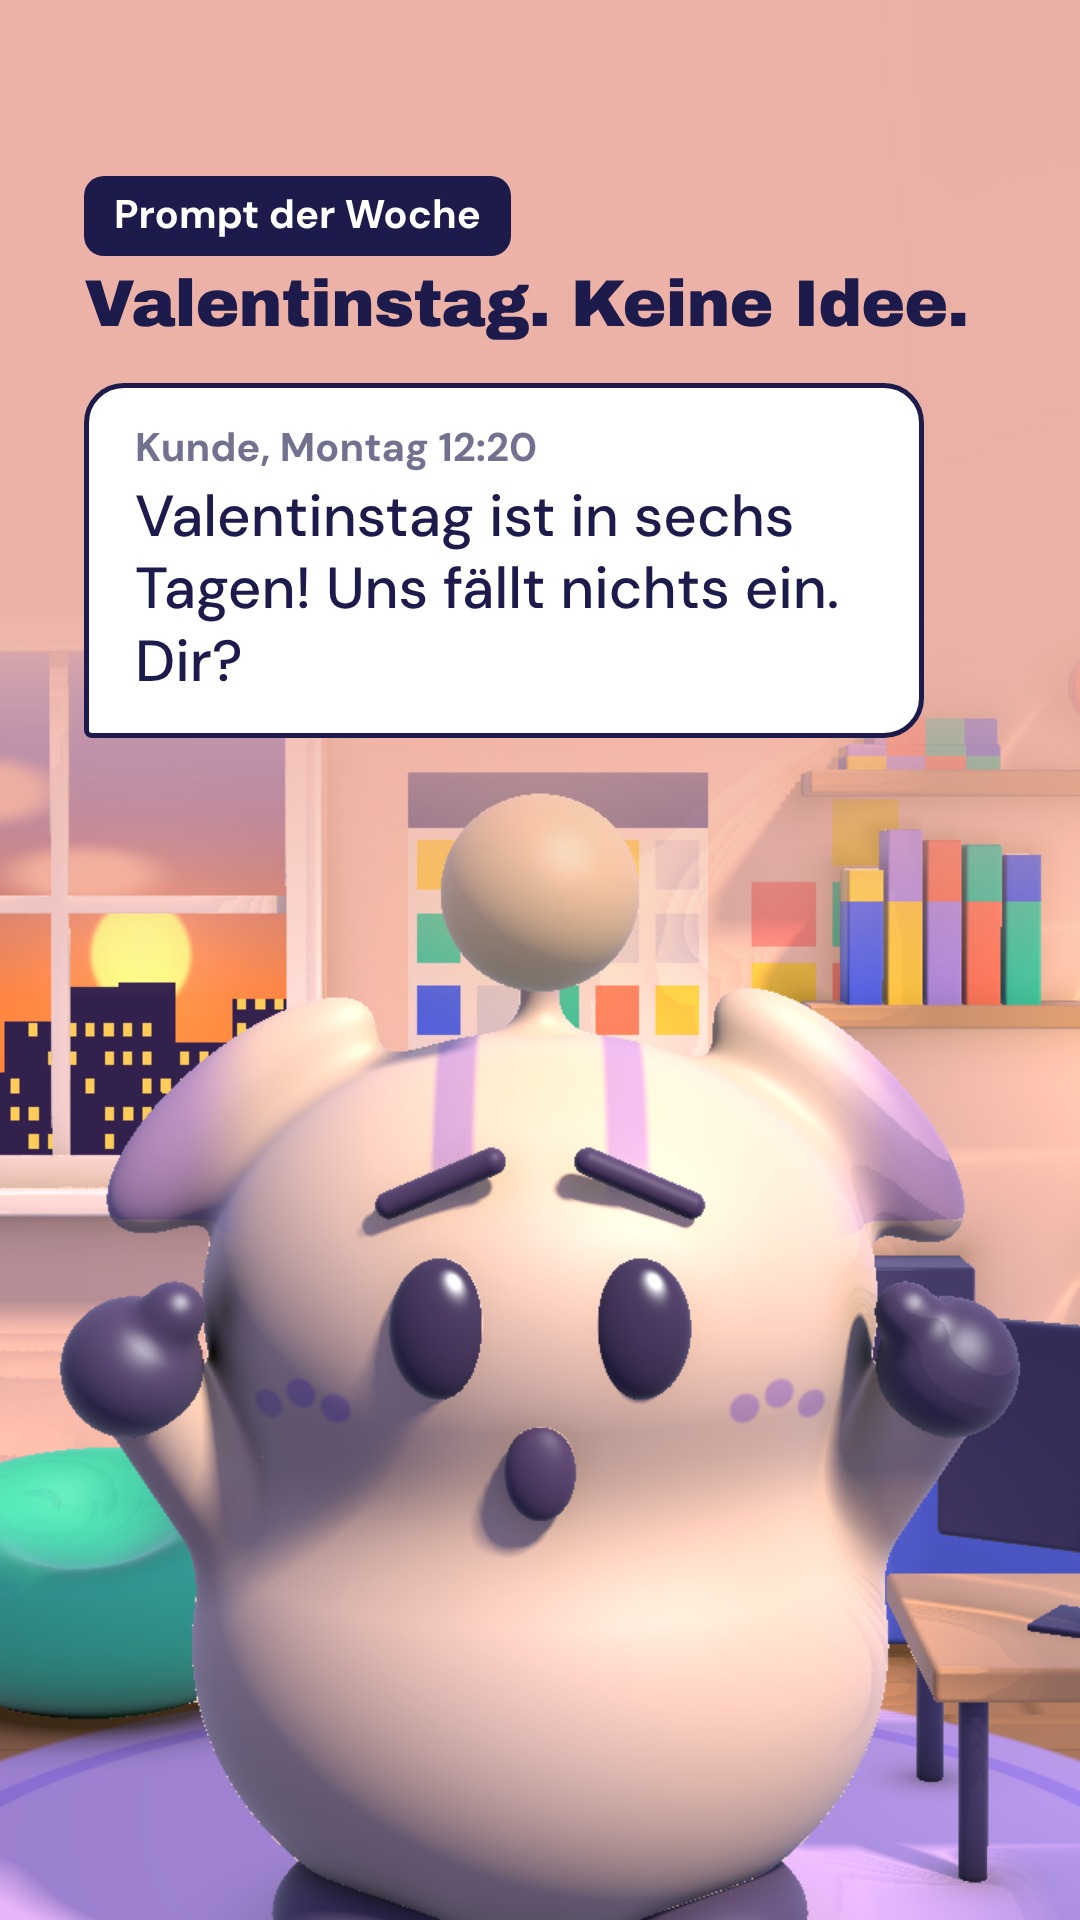 Prompt der Woche
Valentinstag. Keine Idee.
Kunde, Montag 12:20
Valentinstag ist in sechs
Tagen! Uns fällt nichts ein.
Dir?